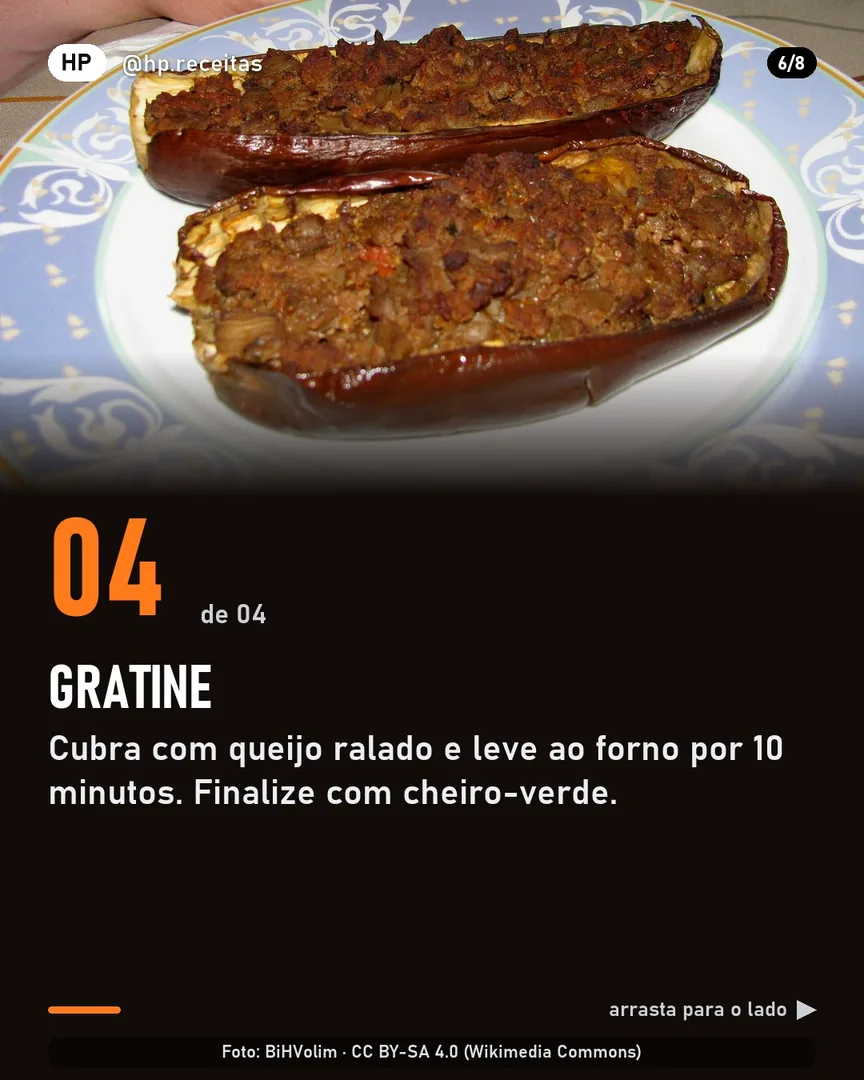 HP @hp.receitas 6/8
04 de 04
GRATINE
Cubra com queijo ralado e leve ao forno por 10
minutos. Finalize com cheiro-verde.
arrasta para o lado ▶
Foto: BiHVolim · CC BY-SA 4.0 (Wikimedia Commons)